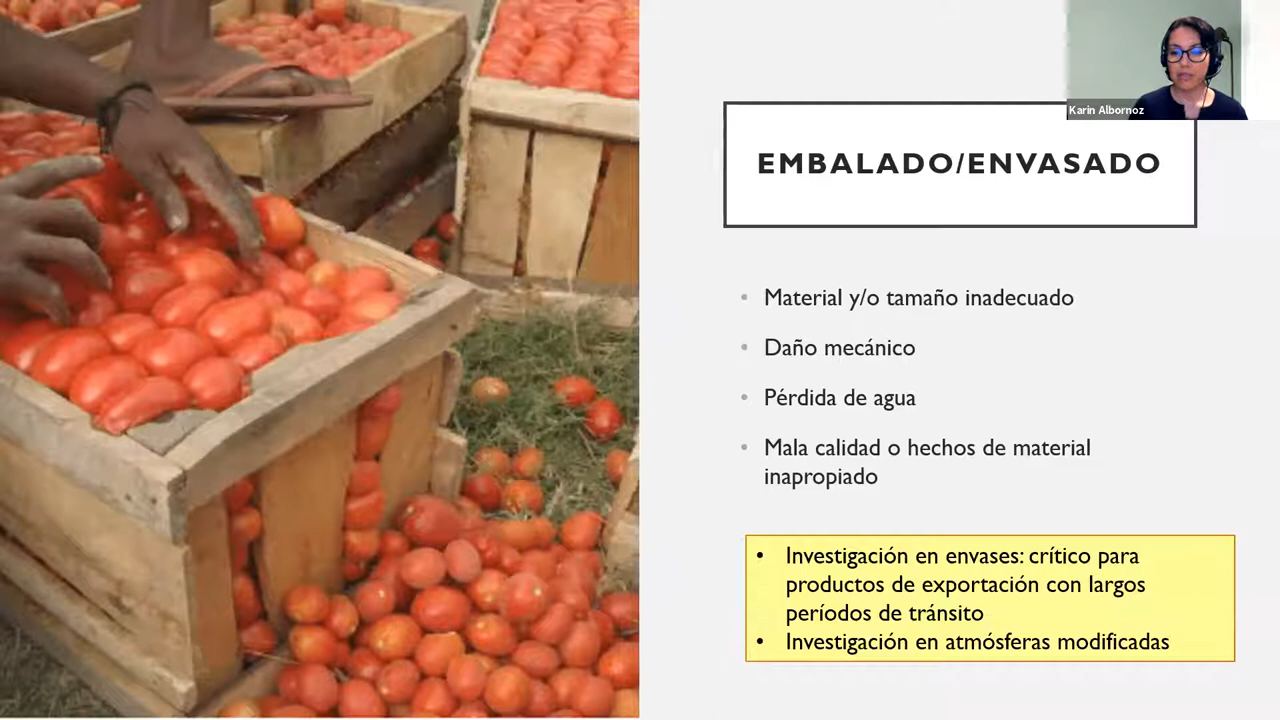 Karin Albornoz
EMBALADO/ENVASADO
• Material y/o tamaño inadecuado
• Daño mecánico
• Pérdida de agua
• Mala calidad o hechos de material
inapropiado
• Investigación en envases: crítico para
productos de exportación con largos
períodos de tránsito
• Investigación en atmósferas modificadas